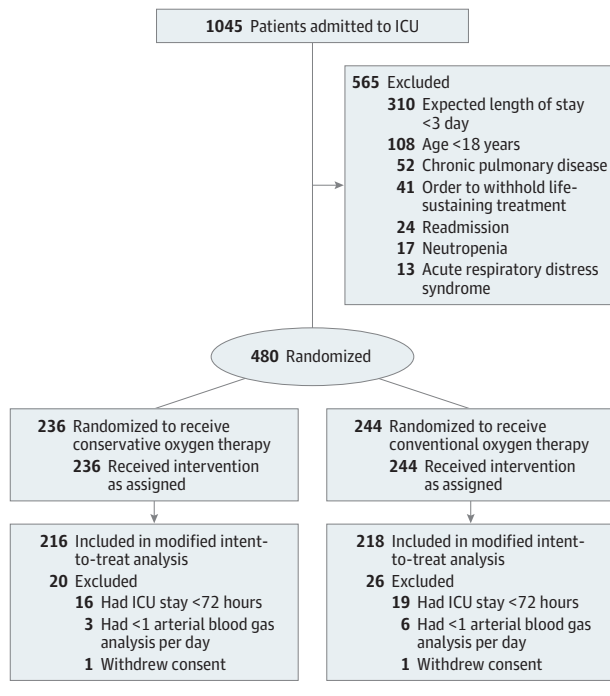 1045 Patients admitted to ICU
565 Excluded
310 Expected length of stay
<3 day
108 Age <18 years
52 Chronic pulmonary disease
41 Order to withhold life-
sustaining treatment
24 Readmission
17 Neutropenia
13 Acute respiratory distress
syndrome
480 Randomized
236 Randomized to receive
conservative oxygen therapy
236 Received intervention
as assigned
244 Randomized to receive
conventional oxygen therapy
244 Received intervention
as assigned
216 Included in modified intent-
to-treat analysis
20 Excluded
16 Had ICU stay <72 hours
3 Had <1 arterial blood gas
analysis per day
1 Withdrew consent
218 Included in modified intent-
to-treat analysis
26 Excluded
19 Had ICU stay <72 hours
6 Had <1 arterial blood gas
analysis per day
1 Withdrew consent